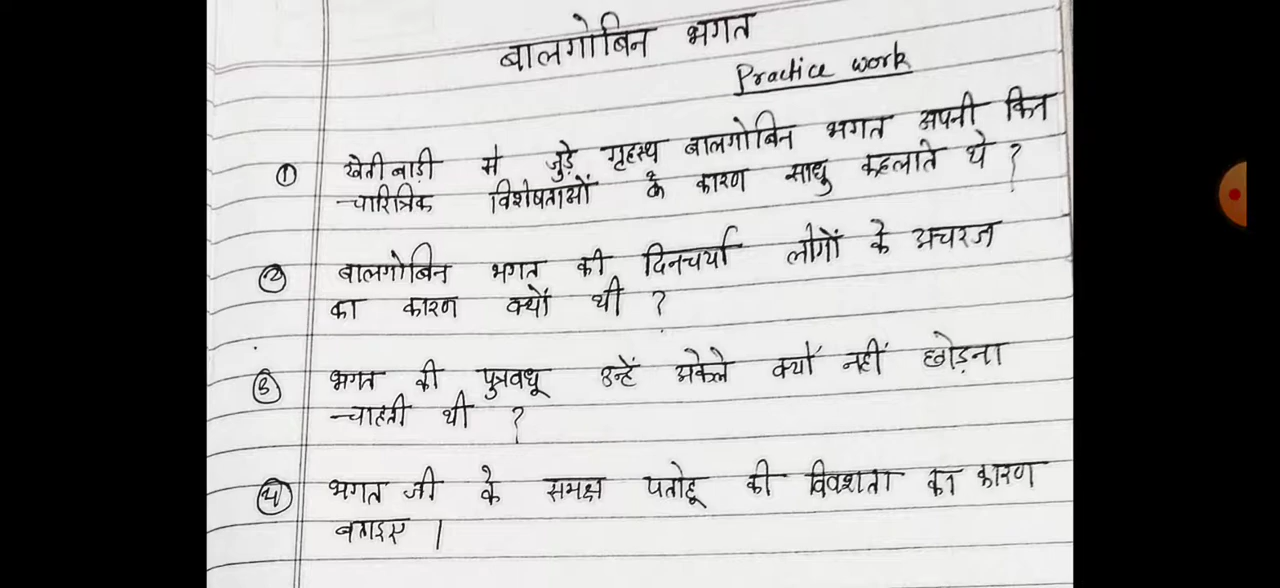 बालगोबिन भगत
Practice work
① खेतीबाड़ी से जुड़े गृहस्थ बालगोबिन भगत अपनी किन
चारित्रिक विशेषताओं के कारण साधु कहलाते थे ?
② बालगोबिन भगत की दिनचर्या लोगों के अचरज
का कारण क्यों थी ?
③ भगत की पुत्रवधू उन्हें अकेले क्यों नहीं छोड़ना
चाहती थी ?
④ भगत जी के समक्ष पतोहू की विवशता का कारण
बताइए ।